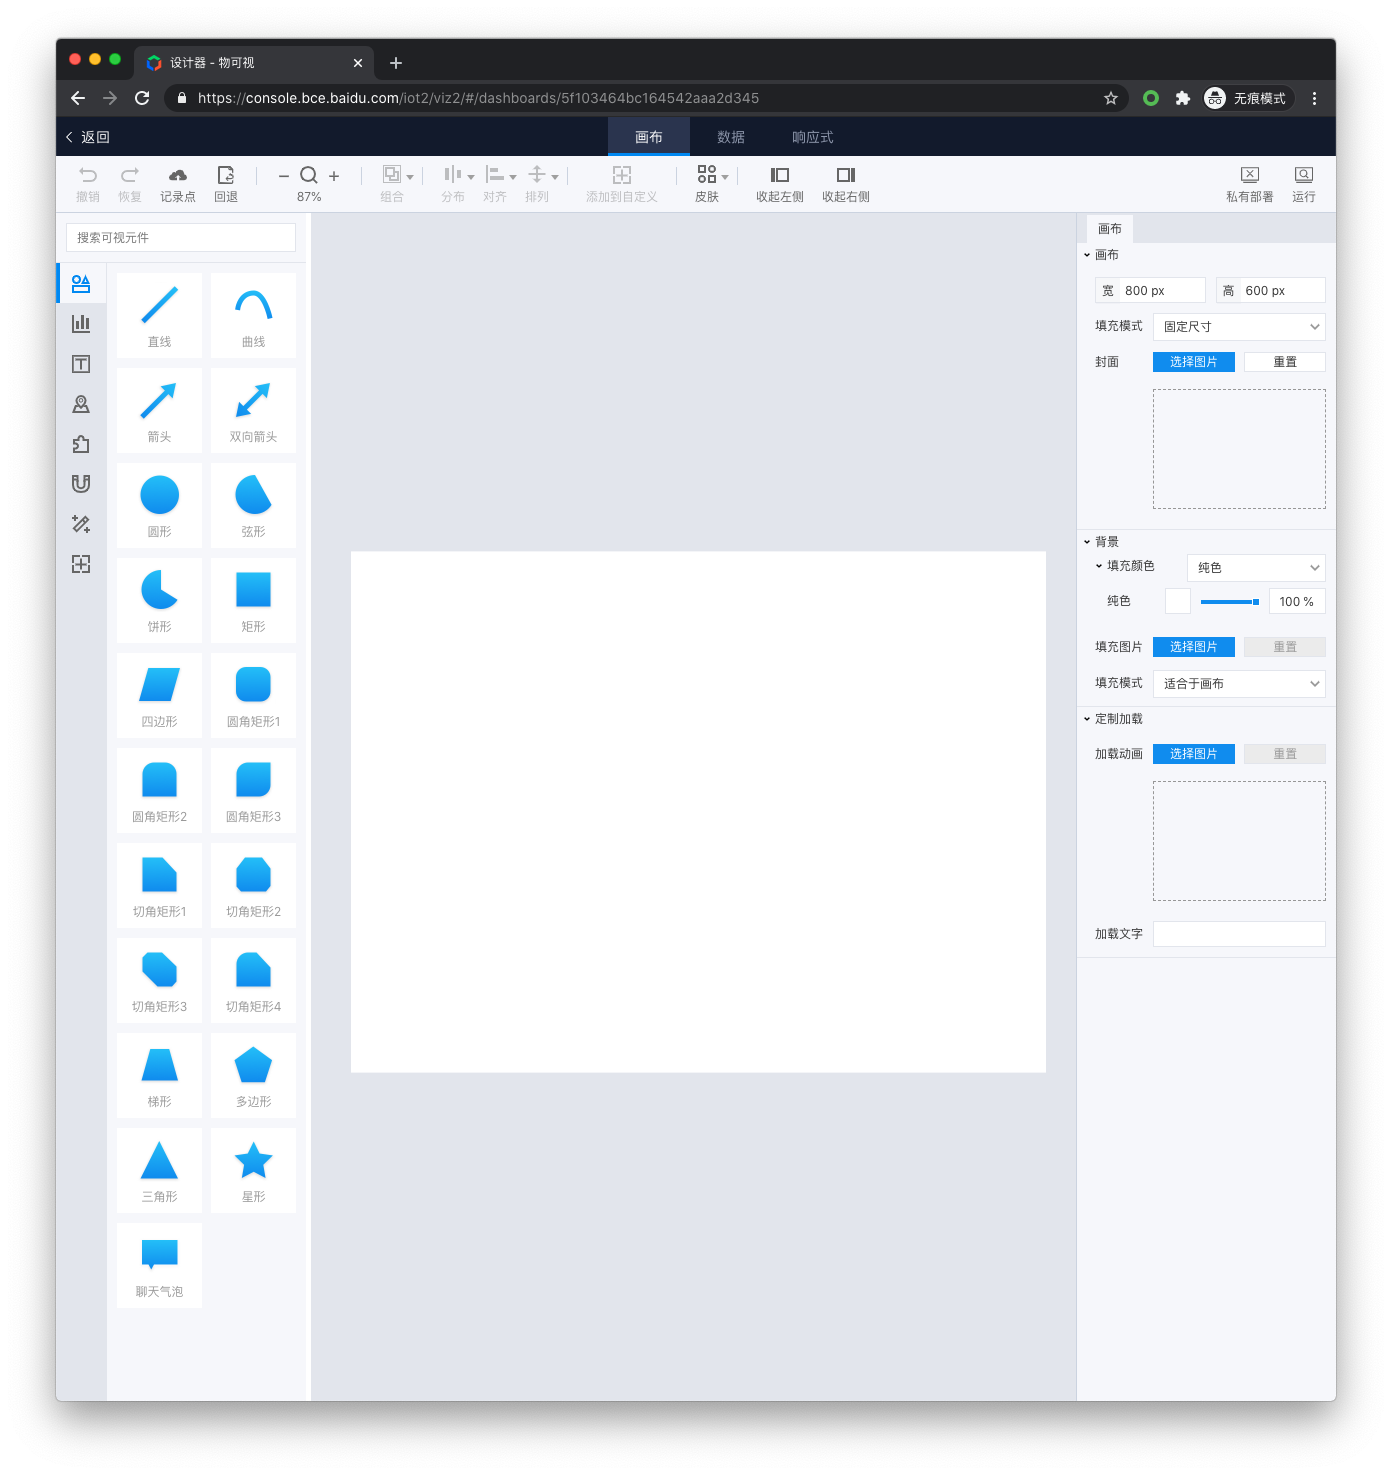 设计器 - 物可视
https://console.bce.baidu.com/iot2/viz2/#/dashboards/5f103464bc164542aaa2d345
无痕模式
返回
画布
数据
响应式
撤销
恢复
记录点
回退
87%
组合
分布
对齐
排列
添加到自定义
皮肤
收起左侧
收起右侧
私有部署
运行
搜索可视元件
直线
曲线
箭头
双向箭头
圆形
弦形
饼形
矩形
四边形
圆角矩形1
圆角矩形2
圆角矩形3
切角矩形1
切角矩形2
切角矩形3
切角矩形4
梯形
多边形
三角形
星形
聊天气泡
画布
画布
宽 800 px
高 600 px
填充模式 固定尺寸
封面 选择图片 重置
背景
填充颜色 纯色
纯色 100 %
填充图片 选择图片 重置
填充模式 适合于画布
定制加载
加载动画 选择图片 重置
加载文字